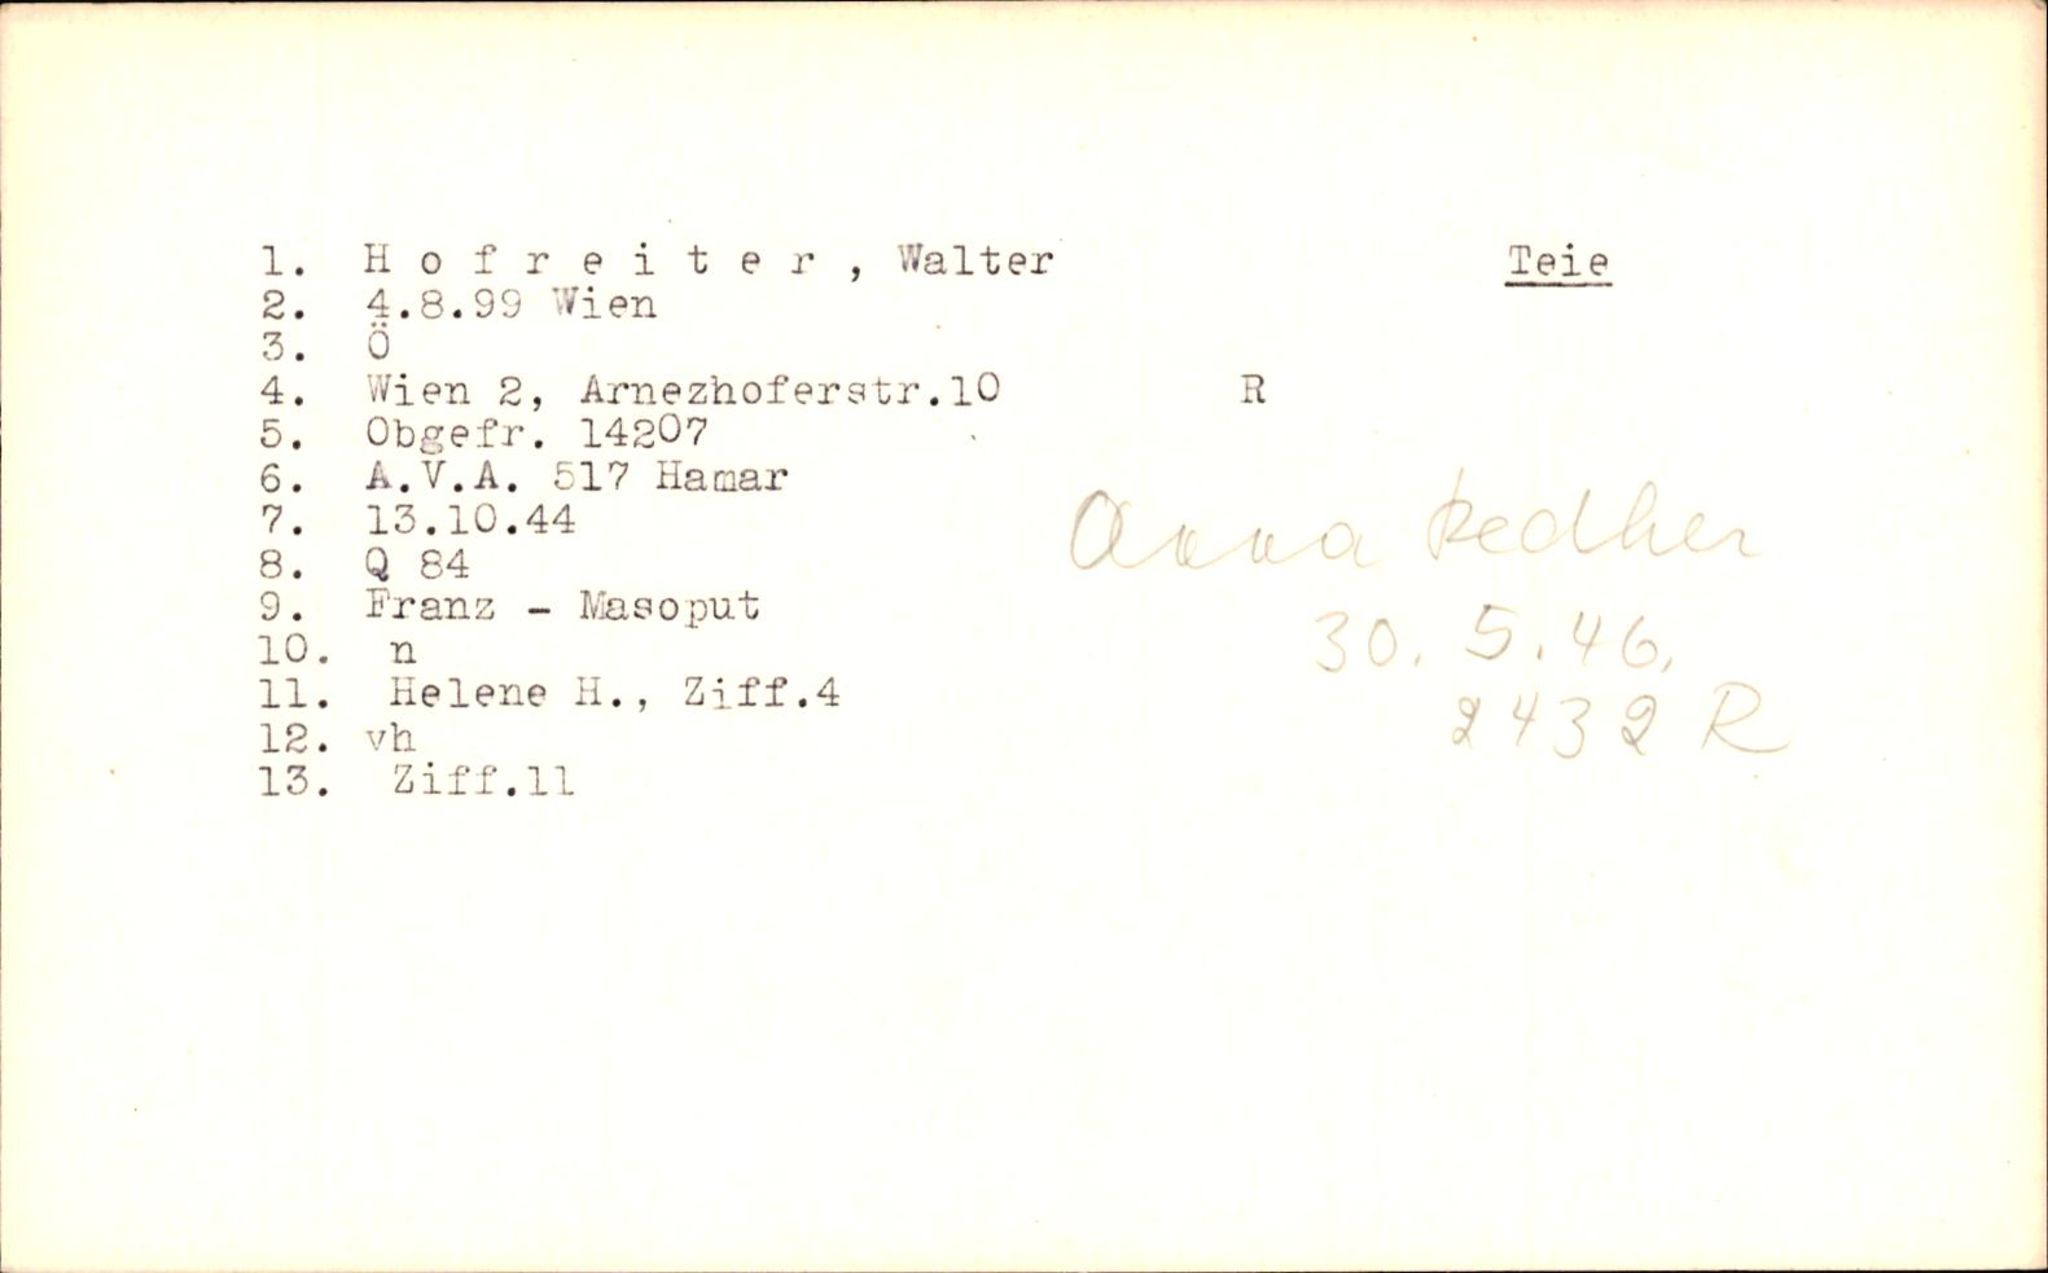 1. H o f r e i t e r , Walter Teie
2. 4.8.99 Wien
3. Ö
4. Wien 2, Arnezhoferstr.10 R
5. Obgefr. 14207
6. A.V.A. 517 Hamar
7. 13.10.44
8. Q 84
9. Franz - Masoput
10. n
11. Helene H., Ziff.4
12. vh
13. Ziff.11
Anna
30. 5. 46.
2432 R